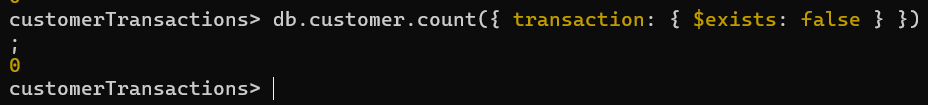 customerTransactions> db.customer.count({ transaction: { $exists: false } })
;
0
customerTransactions>